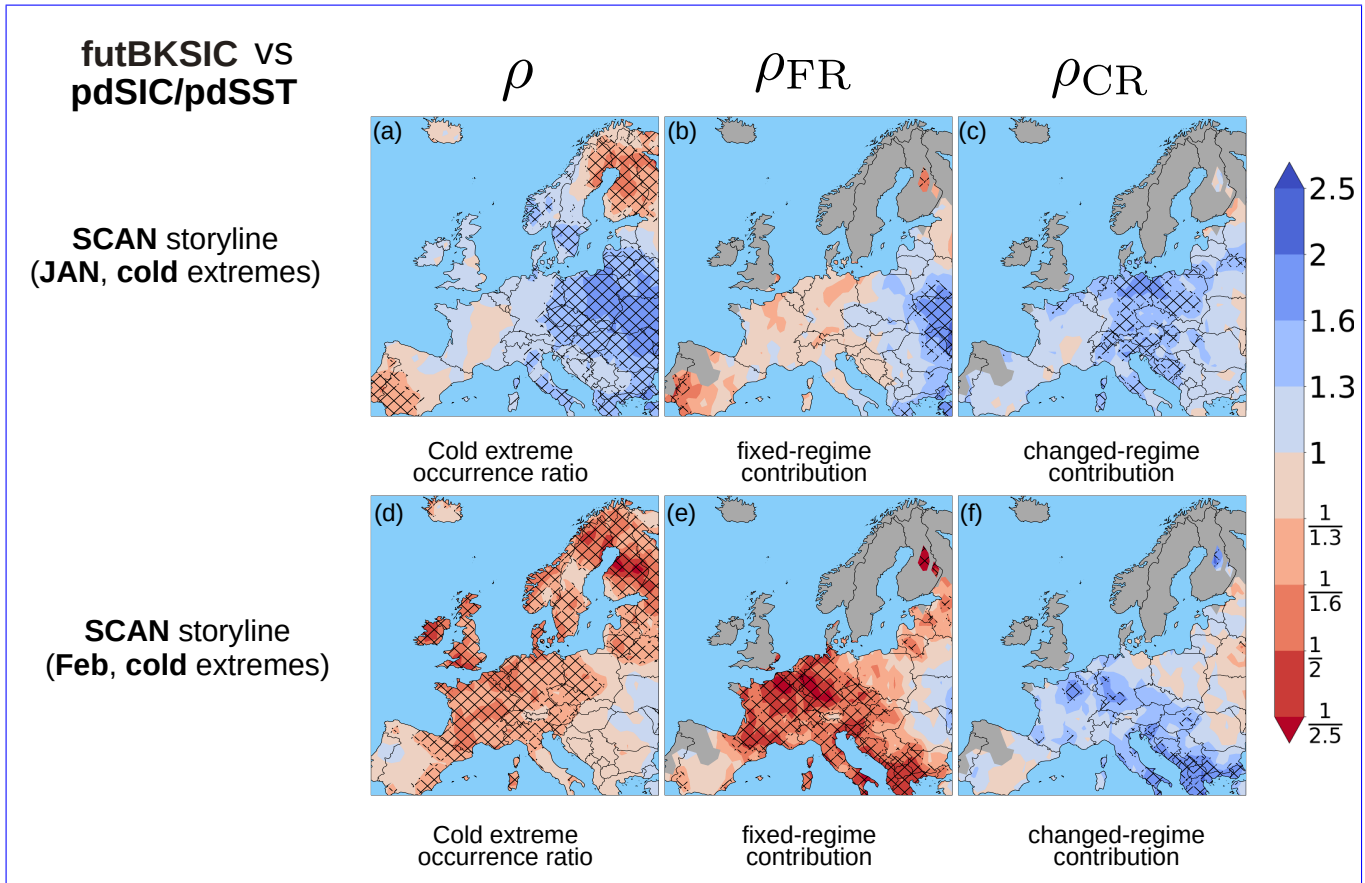 futBKSIC vs
pdSIC/pdSST
ρ
ρFR
ρCR
(a)
(b)
(c)
SCAN storyline
(JAN, cold extremes)
Cold extreme
occurrence ratio
fixed-regime
contribution
changed-regime
contribution
(d)
(e)
(f)
SCAN storyline
(Feb, cold extremes)
Cold extreme
occurrence ratio
fixed-regime
contribution
changed-regime
contribution
2.5
2
1.6
1.3
1
1/1.3
1/1.6
1/2
1/2.5